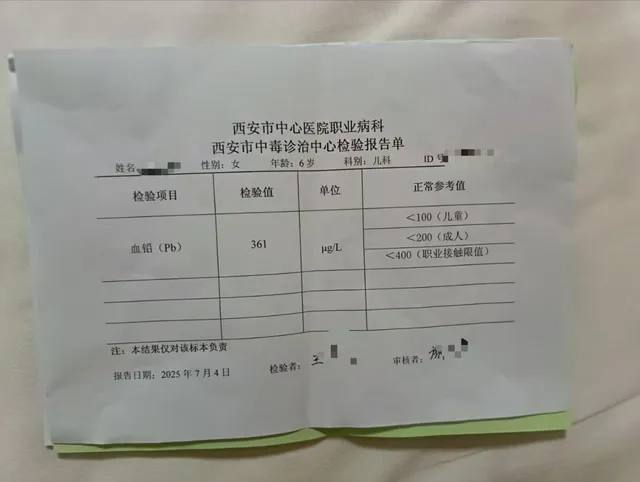 西安市中心医院职业病科
西安市中毒诊治中心检验报告单
姓名 性别：女 年龄：6 岁 科别：儿科 ID 号
检验项目 检验值 单位 正常参考值
血铅（Pb） 361 μg/L
<100（儿童）
<200（成人）
<400（职业接触限值）
注：本结果仅对该标本负责
报告日期：2025 年 7 月 4 日 检验者：王 审核者：